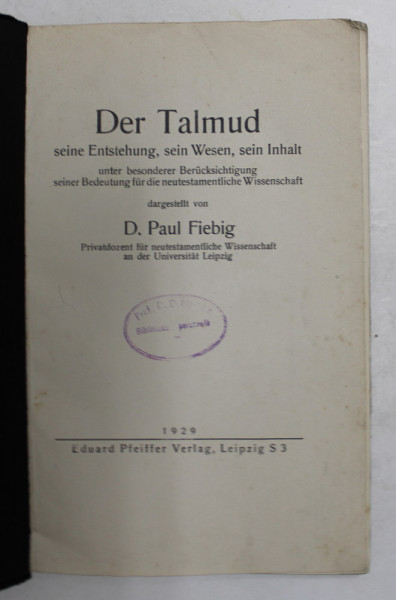 Der Talmud
seine Entstehung, sein Wesen, sein Inhalt
unter besonderer Berücksichtigung
seiner Bedeutung für die neutestamentliche Wissenschaft
dargestellt von
D. Paul Fiebig
Privatdozent für neutestamentliche Wissenschaft
an der Universität Leipzig
Prof.
1929
Eduard Pfeiffer Verlag, Leipzig S 3